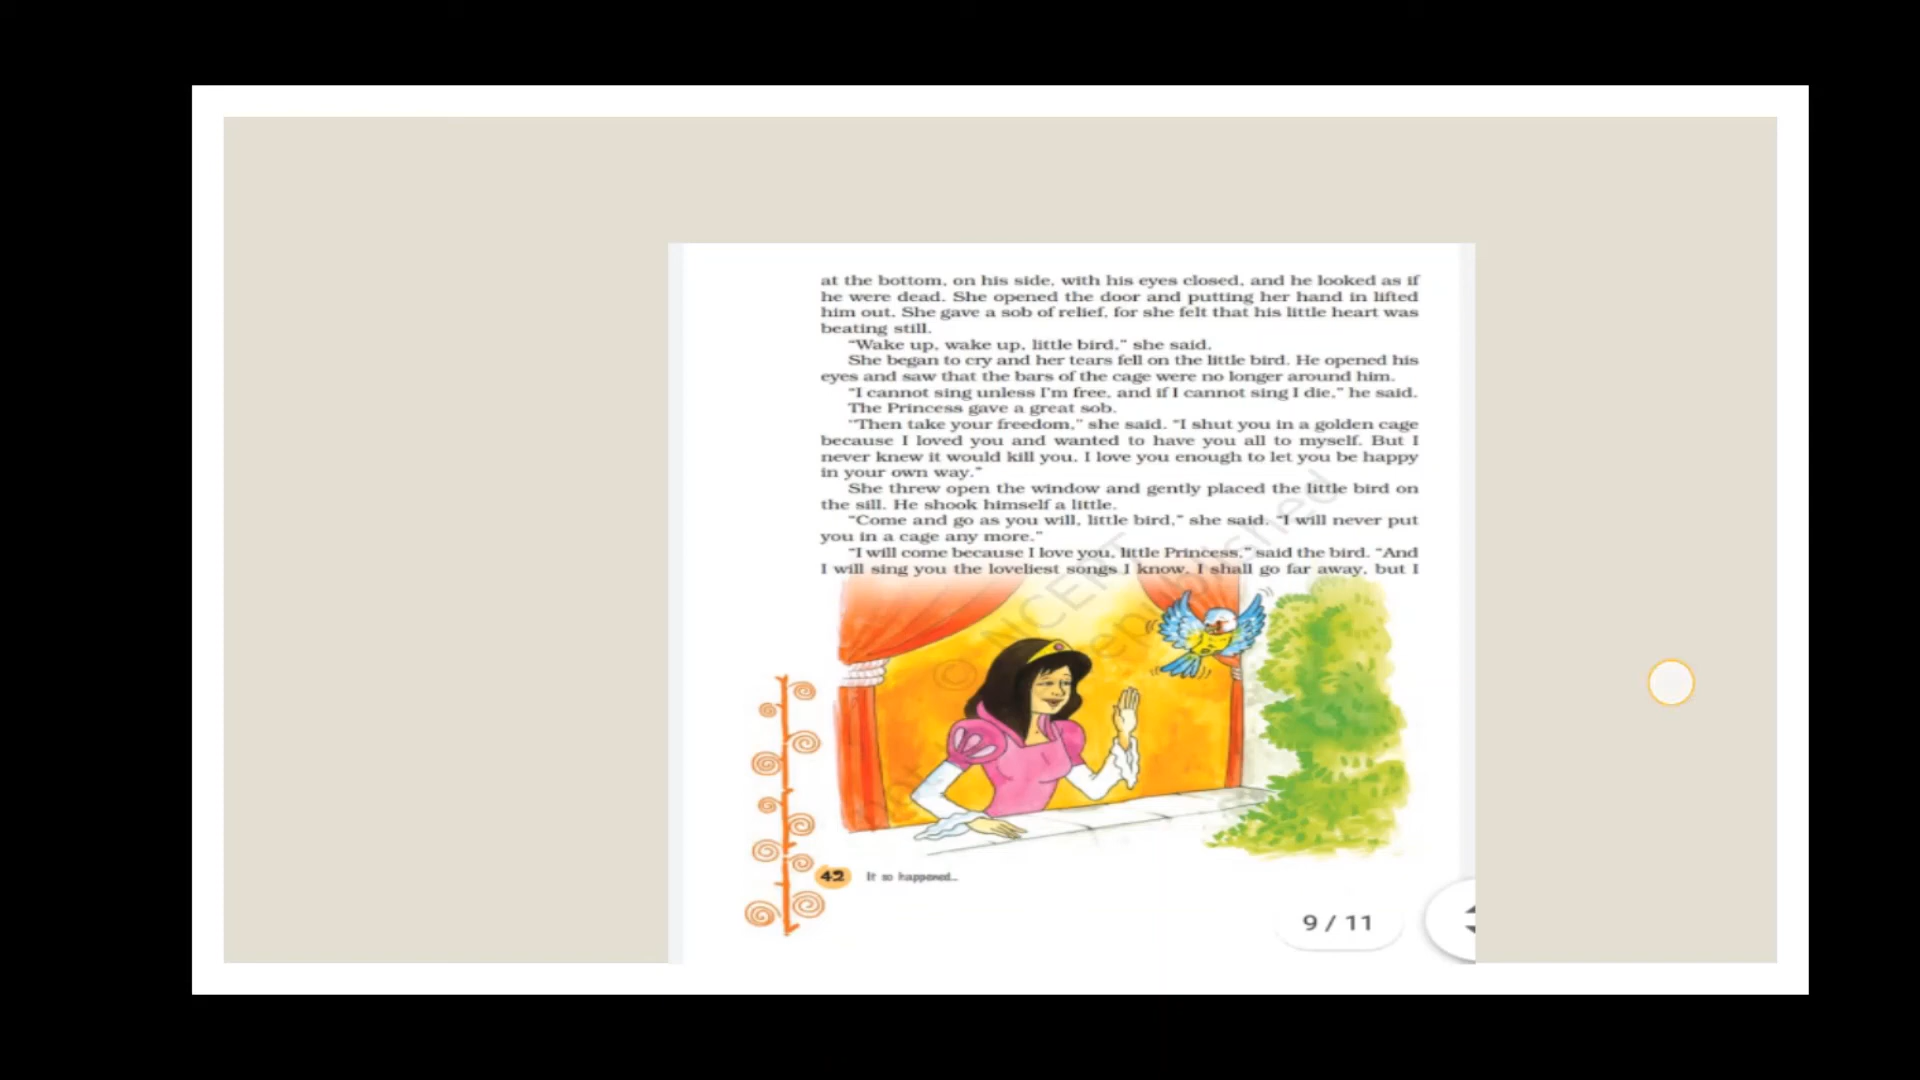 at the bottom, on his side, with his eyes closed, and he looked as if
he were dead. She opened the door and putting her hand in lifted
him out. She gave a sob of relief, for she felt that his little heart was
beating still.
“Wake up, wake up, little bird,” she said.
She began to cry and her tears fell on the little bird. He opened his
eyes and saw that the bars of the cage were no longer around him.
“I cannot sing unless I’m free, and if I cannot sing I die,” he said.
The Princess gave a great sob.
“Then take your freedom,” she said. “I shut you in a golden cage
because I loved you and wanted to have you all to myself. But I
never knew it would kill you. I love you enough to let you be happy
in your own way.”
She threw open the window and gently placed the little bird on
the sill. He shook himself a little.
“Come and go as you will, little bird,” she said. “I will never put
you in a cage any more.”
“I will come because I love you, little Princess,” said the bird. “And
I will sing you the loveliest songs I know. I shall go far away, but I
© NCERT
42 It so happened...
9 / 11